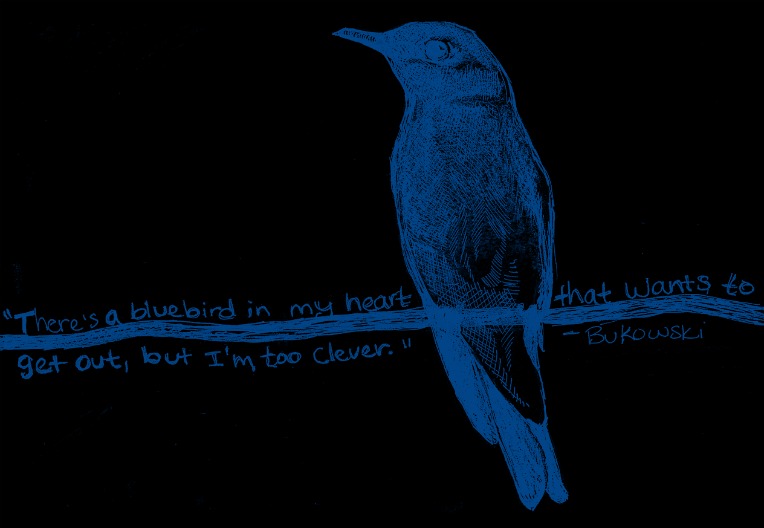 "There's a bluebird in my heart that wants to
get out, but I'm too clever."
- Bukowski